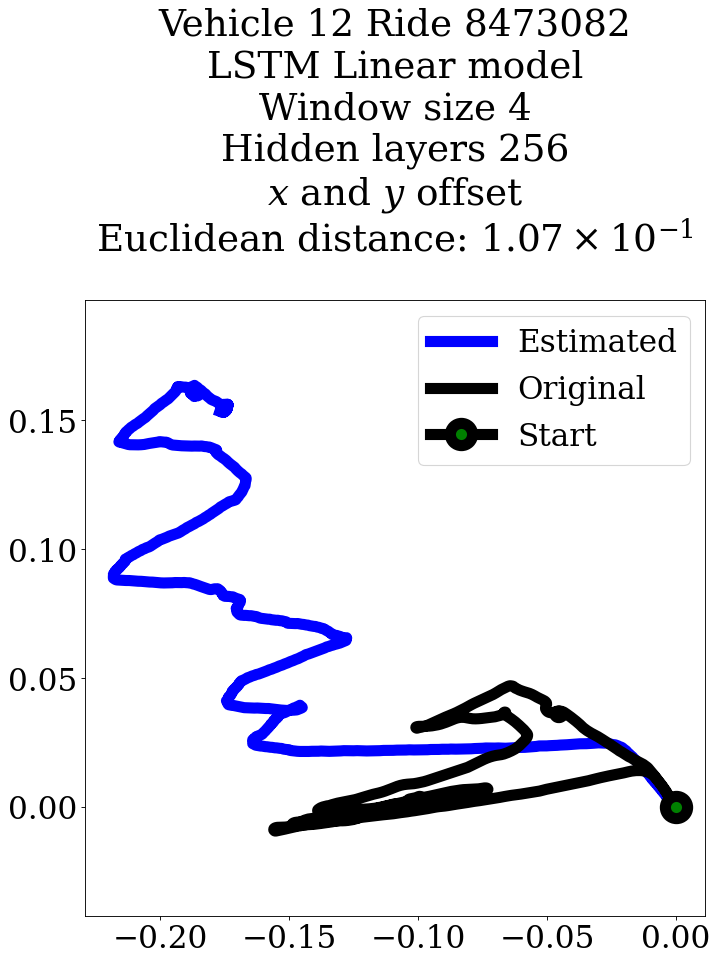 Vehicle 12 Ride 8473082
LSTM Linear model
Window size 4
Hidden layers 256
x and y offset
Euclidean distance: 1.07 × 10⁻¹
Estimated
Original
Start
0.15
0.10
0.05
0.00
−0.20 −0.15 −0.10 −0.05 0.00